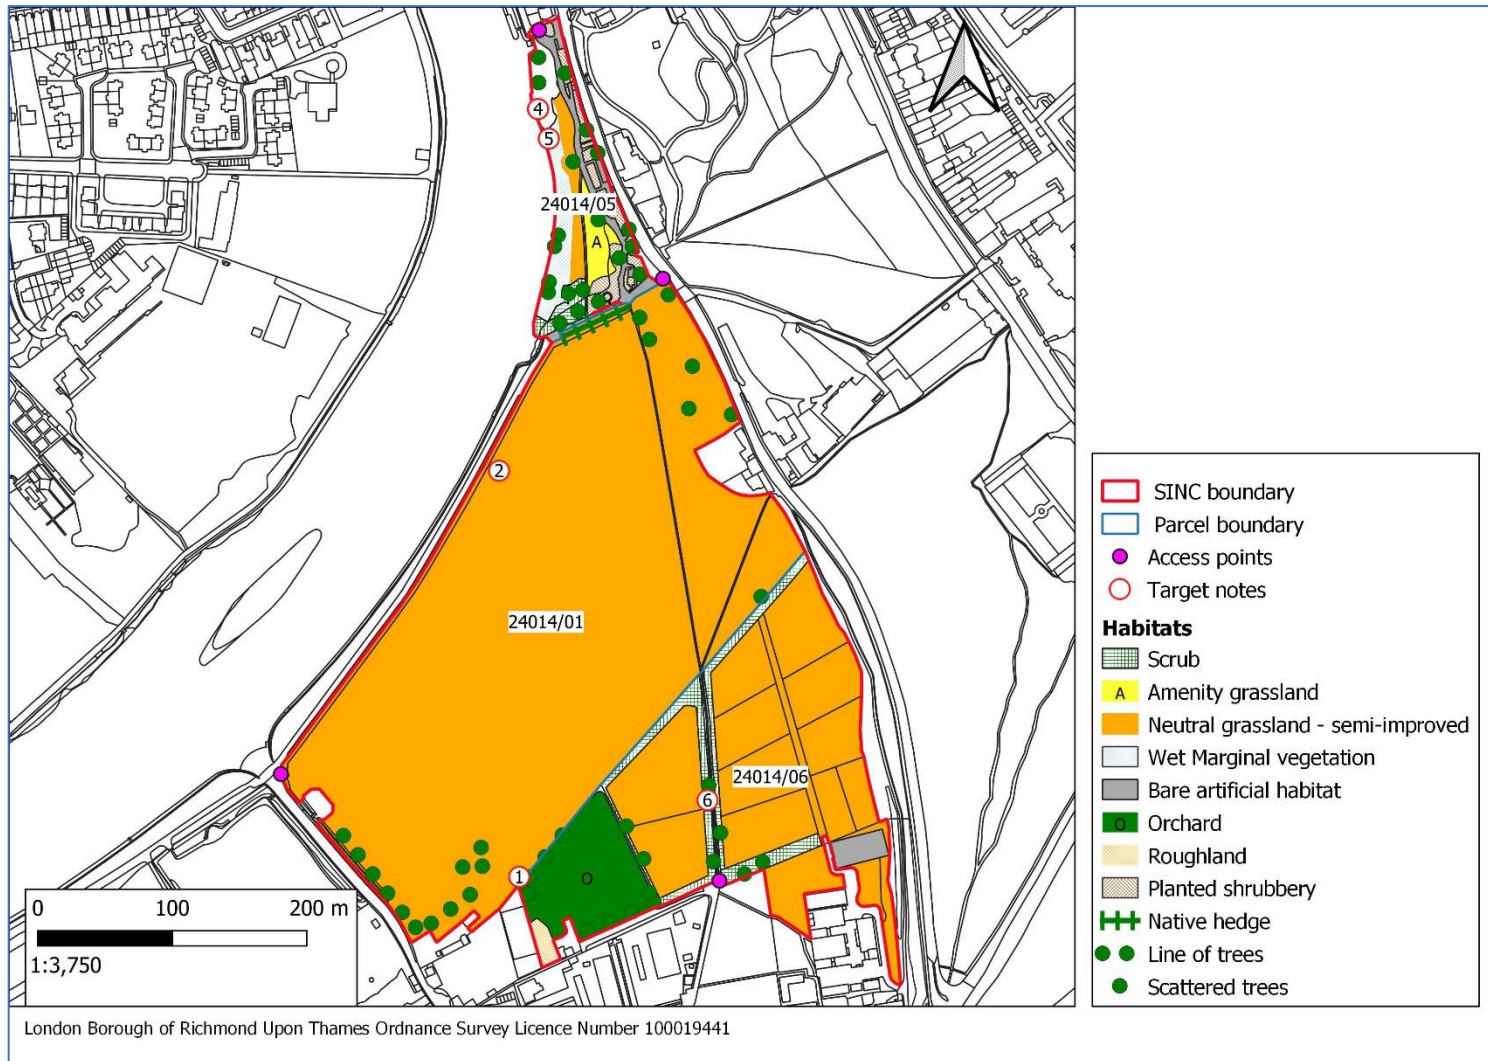 4
5
24014/05
A
2
24014/01
24014/06
6
1
O
0 100 200 m
1:3,750
SINC boundary
Parcel boundary
Access points
Target notes
Habitats
Scrub
A Amenity grassland
Neutral grassland - semi-improved
Wet Marginal vegetation
Bare artificial habitat
O Orchard
Roughland
Planted shrubbery
Native hedge
Line of trees
Scattered trees
London Borough of Richmond Upon Thames Ordnance Survey Licence Number 100019441